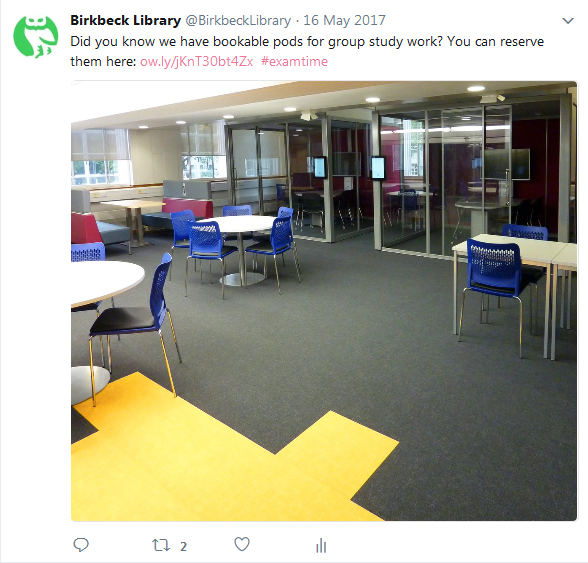 Birkbeck Library @BirkbeckLibrary · 16 May 2017
Did you know we have bookable pods for group study work? You can reserve
them here: ow.ly/jKnT30bt4Zx #examtime
2